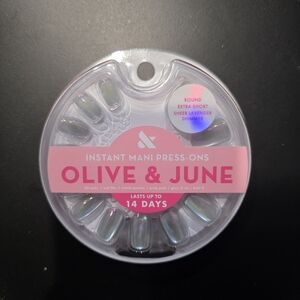 ROUND
EXTRA SHORT
SHEER LAVENDER
SHIMMER
INSTANT MANI PRESS-ONS
OLIVE & JUNE
LASTS UP TO
14 DAYS